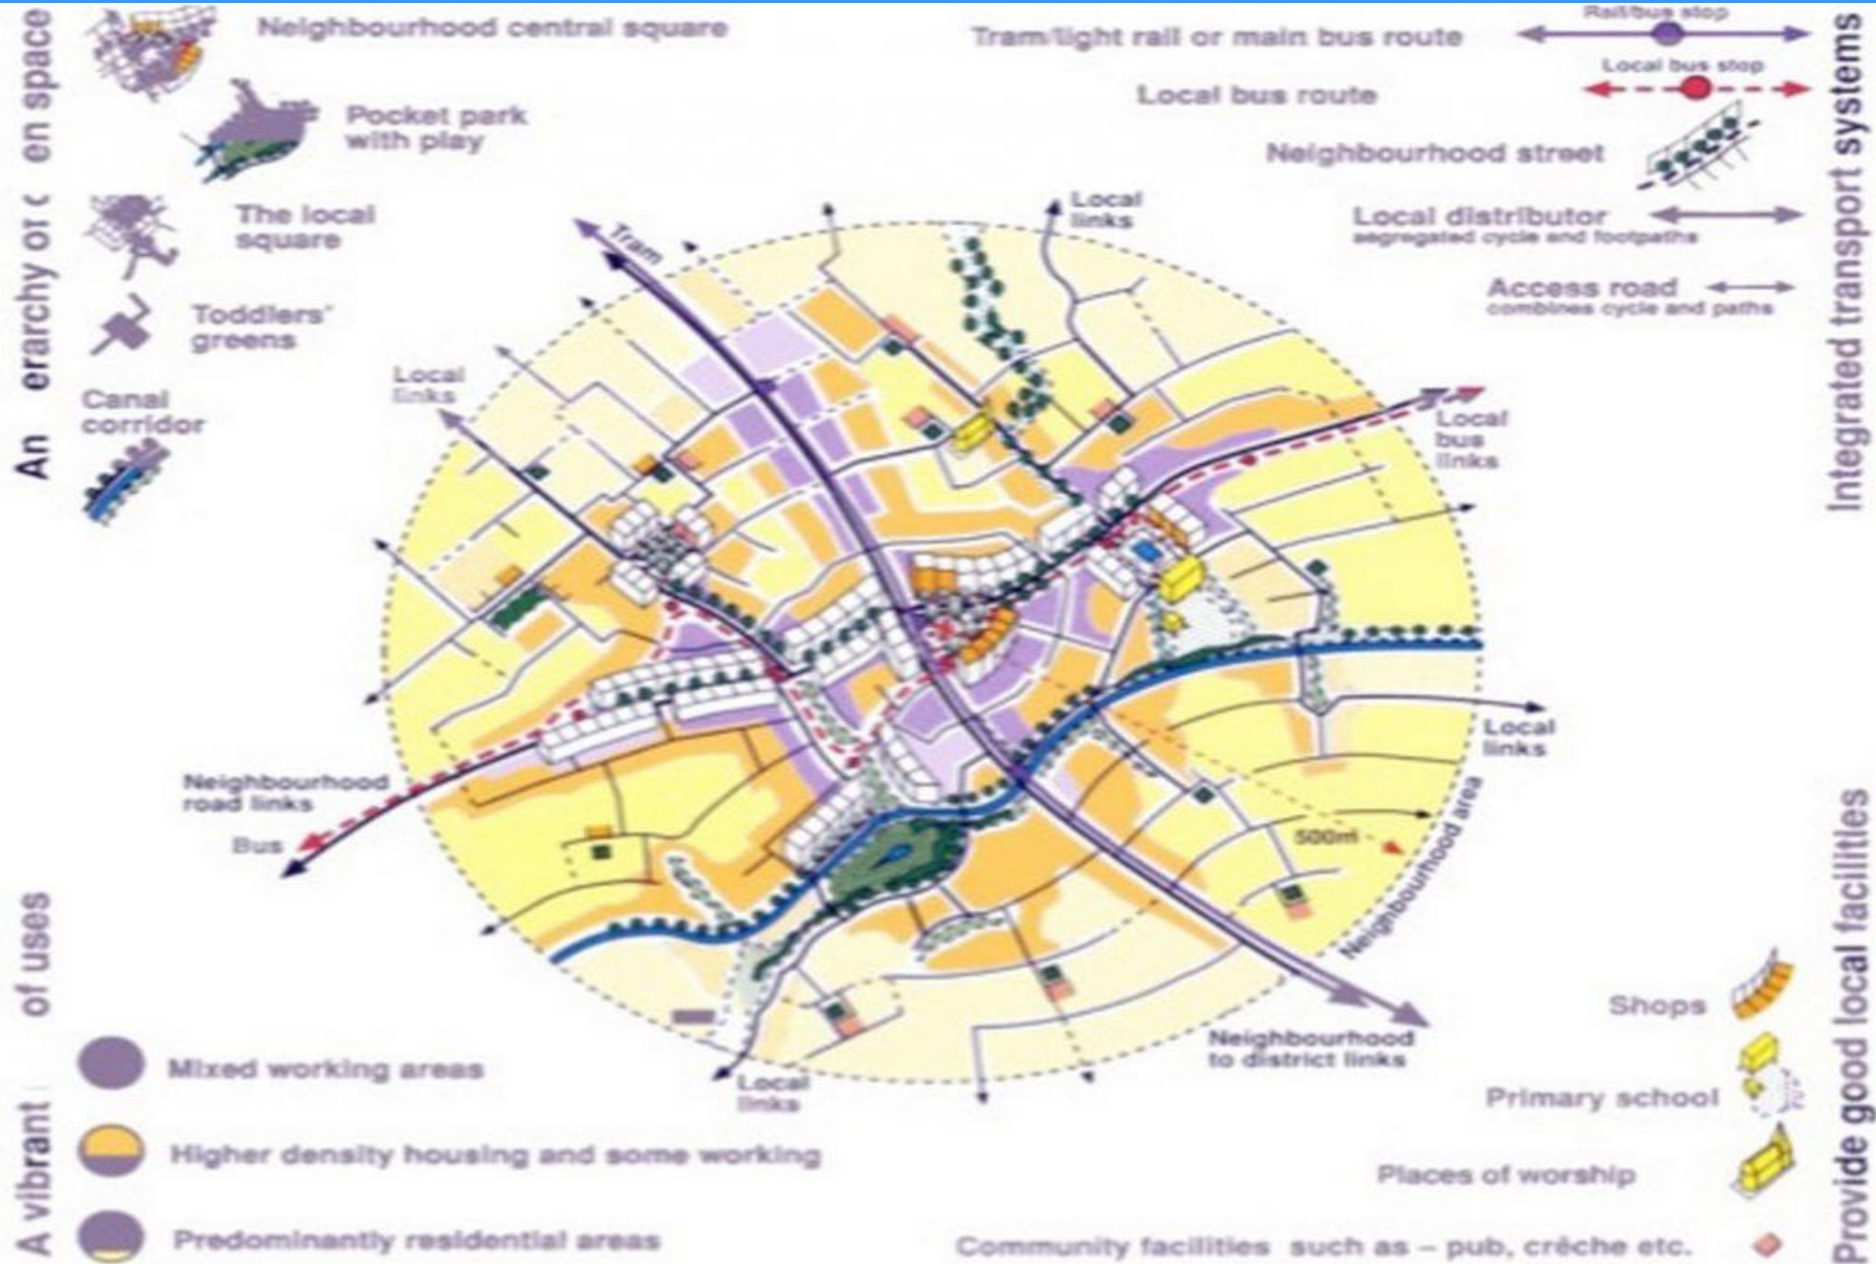 An erarchy of en space
Neighbourhood central square
Pocket park
with play
The local
square
Toddlers'
greens
Canal
corridor
Tram/light rail or main bus route
Rail/bus stop
Local bus route
Local bus stop
Neighbourhood street
Local distributor
segregated cycle and footpaths
Access road
combines cycle and paths
Integrated transport systems
Tram
Local
links
Local
links
Local
bus
links
Local
links
Neighbourhood
road links
Bus
500m
Neighbourhood area
Neighbourhood
to district links
Local
links
A vibrant of uses
Mixed working areas
Higher density housing and some working
Predominantly residential areas
Shops
Primary school
Places of worship
Community facilities such as – pub, crêche etc.
Provide good local facilities